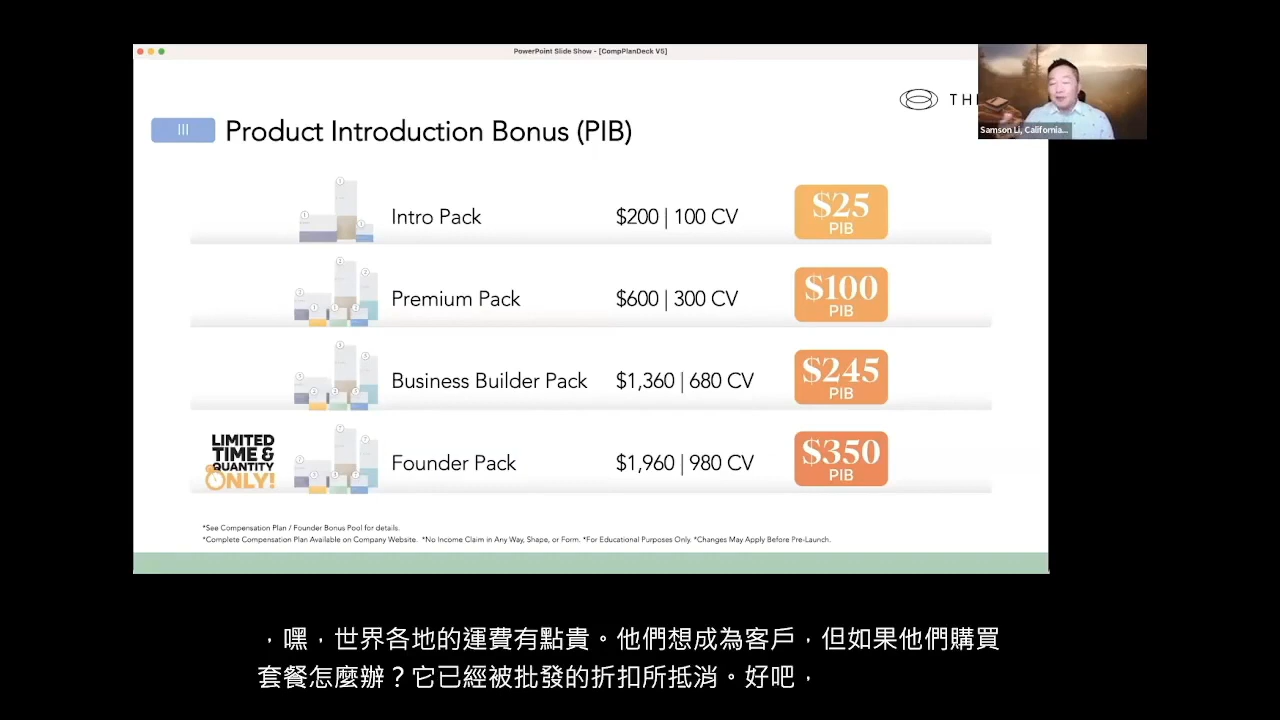 PowerPoint Slide Show - [CompPlanDeck V5]
THI
Samson Li, California...
III
Product Introduction Bonus (PIB)
Intro Pack
$200 | 100 CV
$25
PIB
Premium Pack
$600 | 300 CV
$100
PIB
Business Builder Pack
$1,360 | 680 CV
$245
PIB
LIMITED
TIME &
QUANTITY
ONLY!
Founder Pack
$1,960 | 980 CV
$350
PIB
*See Compensation Plan / Founder Bonus Pool for details.
*Complete Compensation Plan Available on Company Website. *No Income Claim in Any Way, Shape, or Form. *For Educational Purposes Only. *Changes May Apply Before Pre-Launch.
，嘿，世界各地的運費有點貴。他們想成為客戶，但如果他們購買
套餐怎麼辦？它已經被批發的折扣所抵消。好吧，